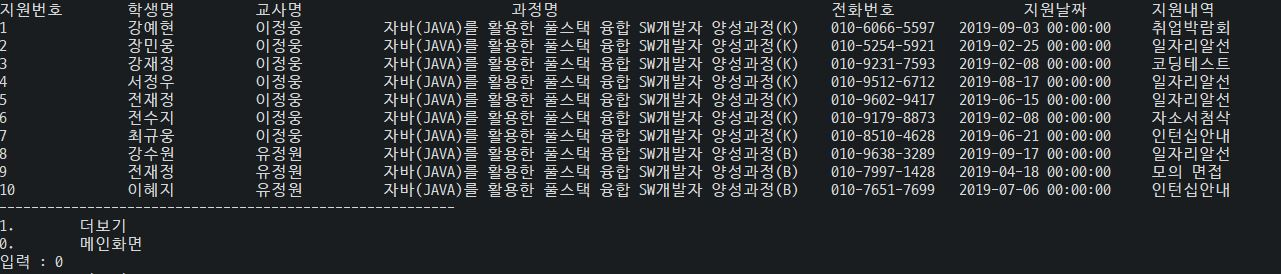 지원번호 학생명 교사명 과정명 전화번호 지원날짜 지원내역
1 강예현 이정웅 자바(JAVA)를 활용한 풀스택 융합 SW개발자 양성과정(K) 010-6066-5597 2019-09-03 00:00:00 취업박람회
2 장민웅 이정웅 자바(JAVA)를 활용한 풀스택 융합 SW개발자 양성과정(K) 010-5254-5921 2019-02-25 00:00:00 일자리알선
3 강재정 이정웅 자바(JAVA)를 활용한 풀스택 융합 SW개발자 양성과정(K) 010-9231-7593 2019-02-08 00:00:00 코딩테스트
4 서정우 이정웅 자바(JAVA)를 활용한 풀스택 융합 SW개발자 양성과정(K) 010-9512-6712 2019-08-17 00:00:00 일자리알선
5 전재정 이정웅 자바(JAVA)를 활용한 풀스택 융합 SW개발자 양성과정(K) 010-9602-9417 2019-06-15 00:00:00 일자리알선
6 전수지 이정웅 자바(JAVA)를 활용한 풀스택 융합 SW개발자 양성과정(K) 010-9179-8873 2019-02-08 00:00:00 자소서첨삭
7 최규웅 이정웅 자바(JAVA)를 활용한 풀스택 융합 SW개발자 양성과정(K) 010-8510-4628 2019-06-21 00:00:00 인턴십안내
8 강수원 유정원 자바(JAVA)를 활용한 풀스택 융합 SW개발자 양성과정(B) 010-9638-3289 2019-09-17 00:00:00 일자리알선
9 전재정 유정원 자바(JAVA)를 활용한 풀스택 융합 SW개발자 양성과정(B) 010-7997-1428 2019-04-18 00:00:00 모의 면접
10 이혜지 유정원 자바(JAVA)를 활용한 풀스택 융합 SW개발자 양성과정(B) 010-7651-7699 2019-07-06 00:00:00 인턴십안내
---------------------------------------------------------
1. 더보기
0. 메인화면
입력 : 0